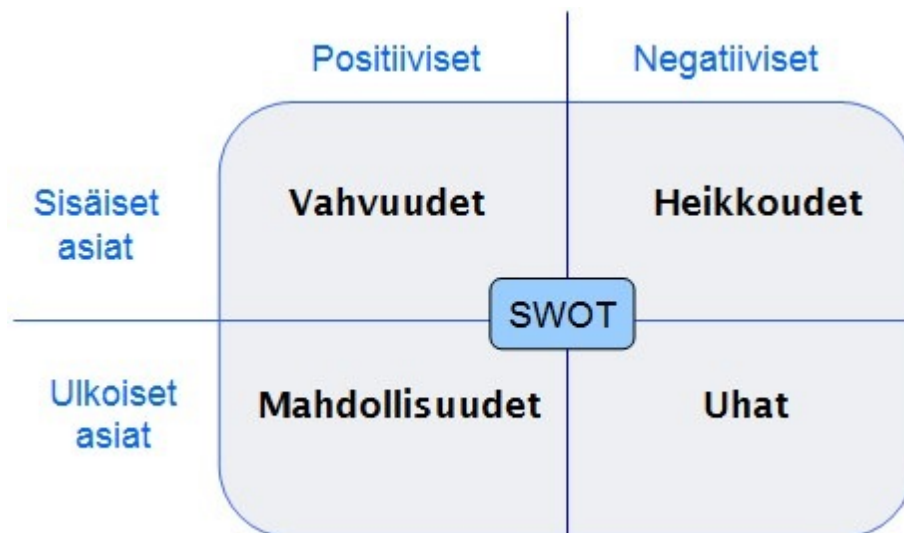 Positiiviset
Negatiiviset
Sisäiset
asiat
Vahvuudet
Heikkoudet
SWOT
Ulkoiset
asiat
Mahdollisuudet
Uhat